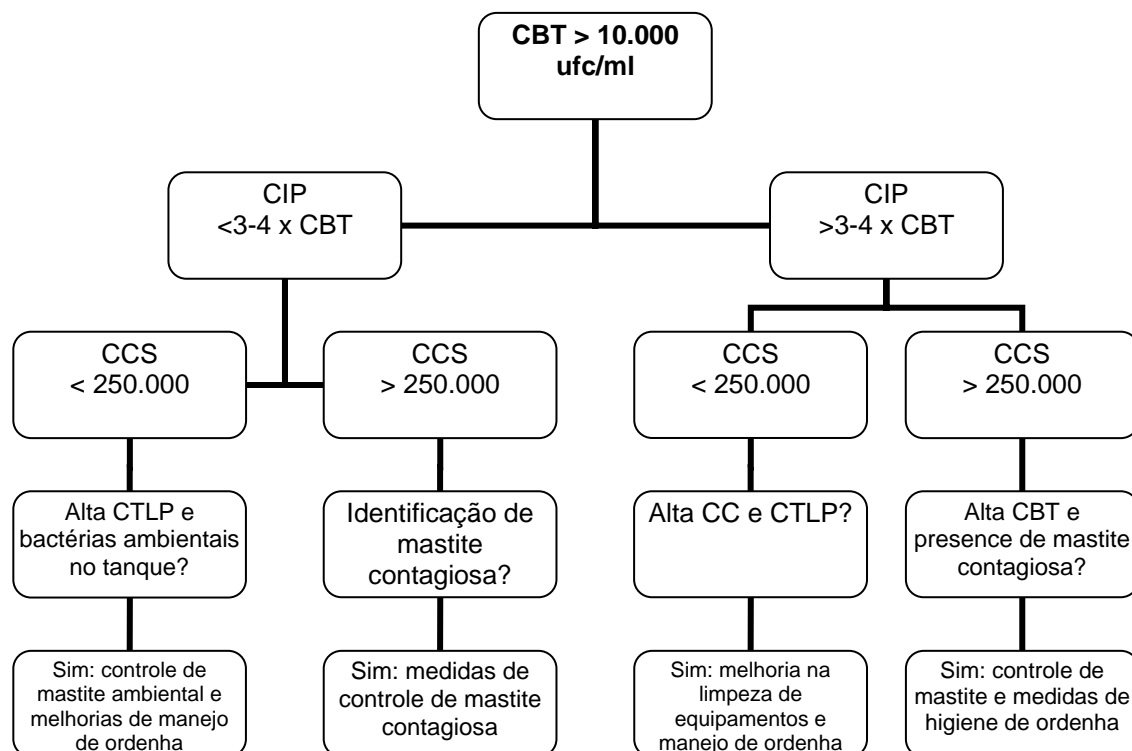 CBT > 10.000
ufc/ml
CIP
<3-4 x CBT
CIP
>3-4 x CBT
CCS
< 250.000
CCS
> 250.000
CCS
< 250.000
CCS
> 250.000
Alta CTLP e
bactérias ambientais
no tanque?
Identificação de
mastite
contagiosa?
Alta CC e CTLP?
Alta CBT e
presence de mastite
contagiosa?
Sim: controle de
mastite ambiental e
melhorias de manejo
de ordenha
Sim: medidas de
controle de mastite
contagiosa
Sim: melhoria na
limpeza de
equipamentos e
manejo de ordenha
Sim: controle de
mastite e medidas de
higiene de ordenha